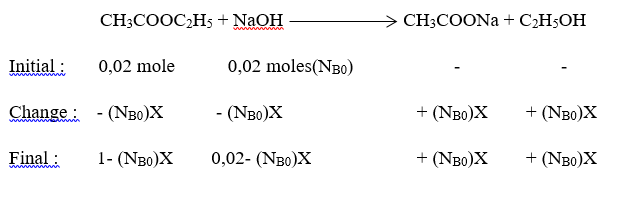 CH3COOC2H5 + NaOH → CH3COONa + C2H5OH
Initial : 0,02 mole 0,02 moles(NB0) - -
Change : - (NB0)X - (NB0)X + (NB0)X + (NB0)X
Final : 1- (NB0)X 0,02- (NB0)X + (NB0)X + (NB0)X